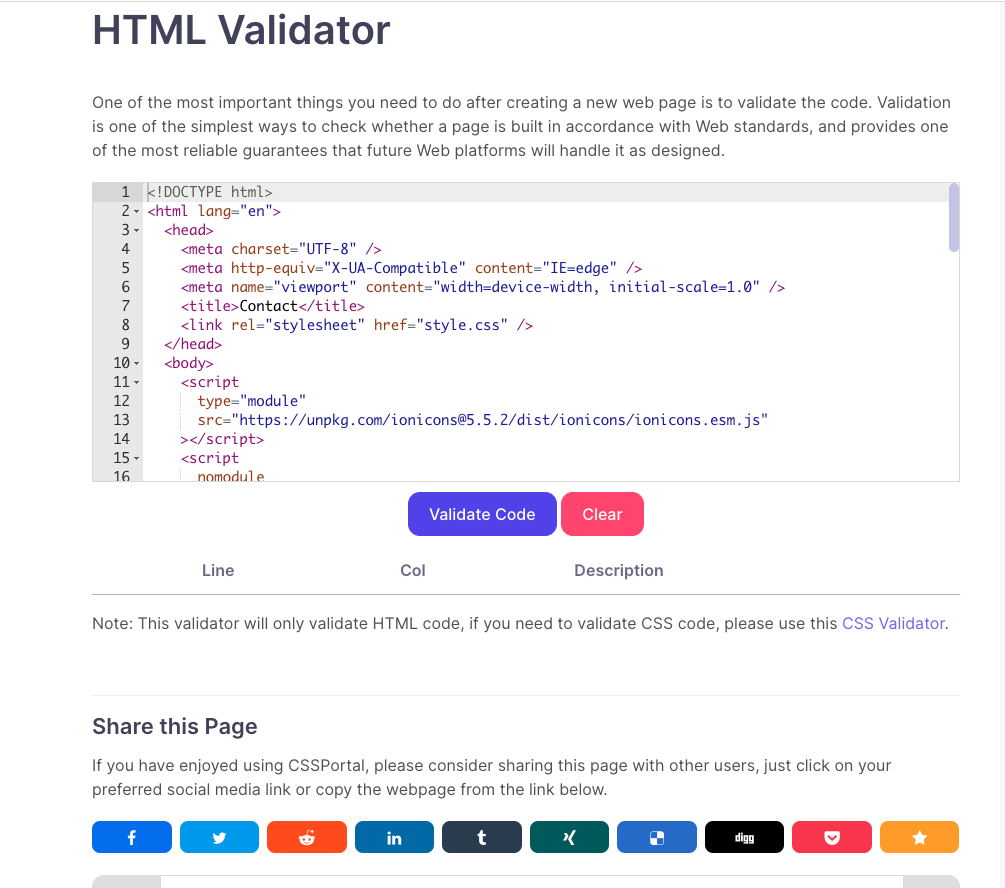 HTML Validator
One of the most important things you need to do after creating a new web page is to validate the code. Validation
is one of the simplest ways to check whether a page is built in accordance with Web standards, and provides one
of the most reliable guarantees that future Web platforms will handle it as designed.
1 <!DOCTYPE html>
2 <html lang="en">
3 <head>
4 <meta charset="UTF-8" />
5 <meta http-equiv="X-UA-Compatible" content="IE=edge" />
6 <meta name="viewport" content="width=device-width, initial-scale=1.0" />
7 <title>Contact</title>
8 <link rel="stylesheet" href="style.css" />
9 </head>
10 <body>
11 <script
12 type="module"
13 src="https://unpkg.com/ionicons@5.5.2/dist/ionicons/ionicons.esm.js"
14 ></script>
15 <script
16 nomodule
Validate Code Clear
Line Col Description
Note: This validator will only validate HTML code, if you need to validate CSS code, please use this CSS Validator.
Share this Page
If you have enjoyed using CSSPortal, please consider sharing this page with other users, just click on your
preferred social media link or copy the webpage from the link below.
f in t digg